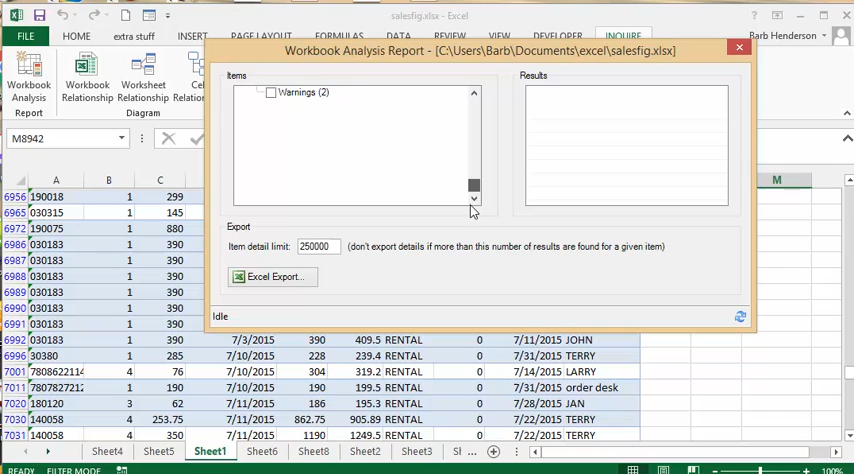 salesfig.xlsx - Excel
FILE HOME extra stuff INSERT PAGE LAYOUT FORMULAS DATA REVIEW VIEW DEVELOPER INQUIRE Barb Henderson
Workbook Analysis Report - [C:\Users\Barb\Documents\excel\salesfig.xlsx]
Workbook Analysis
Workbook Relationship
Worksheet Relationship
Report
Diagram
Items
Results
Warnings (2)
M8942
Export
Item detail limit: 250000 (don't export details if more than this number of results are found for a given item)
Excel Export...
Idle
A B C M
6956 190018 1 299
6965 030315 1 145
6972 190075 1 880
6986 030183 1 390
6987 030183 1 390
6988 030183 1 390
6989 030183 1 390
6990 030183 1 390
6991 030183 1 390
6992 030183 1 390 7/3/2015 390 409.5 RENTAL 0 7/11/2015 JOHN
6996 30380 1 285 7/10/2015 228 239.4 RENTAL 0 7/31/2015 TERRY
7001 7808622114 4 76 7/10/2015 304 319.2 RENTAL 0 7/14/2015 LARRY
7011 7807827212 1 190 7/10/2015 190 199.5 RENTAL 0 7/31/2015 order desk
7020 180120 3 62 7/11/2015 186 195.3 RENTAL 0 7/28/2015 JAN
7030 140058 4 253.75 7/11/2015 862.75 905.89 RENTAL 0 7/22/2015 TERRY
7031 140058 4 350 7/11/2015 1190 1249.5 RENTAL 0 7/22/2015 TERRY
Sheet4 Sheet5 Sheet1 Sheet6 Sheet8 Sheet2 Sheet3
READY FILTER MODE 100%